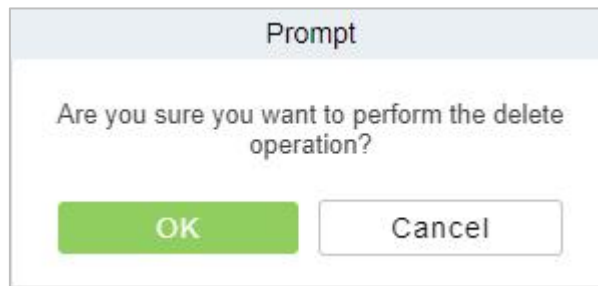 Prompt
Are you sure you want to perform the delete
operation?
OK
Cancel